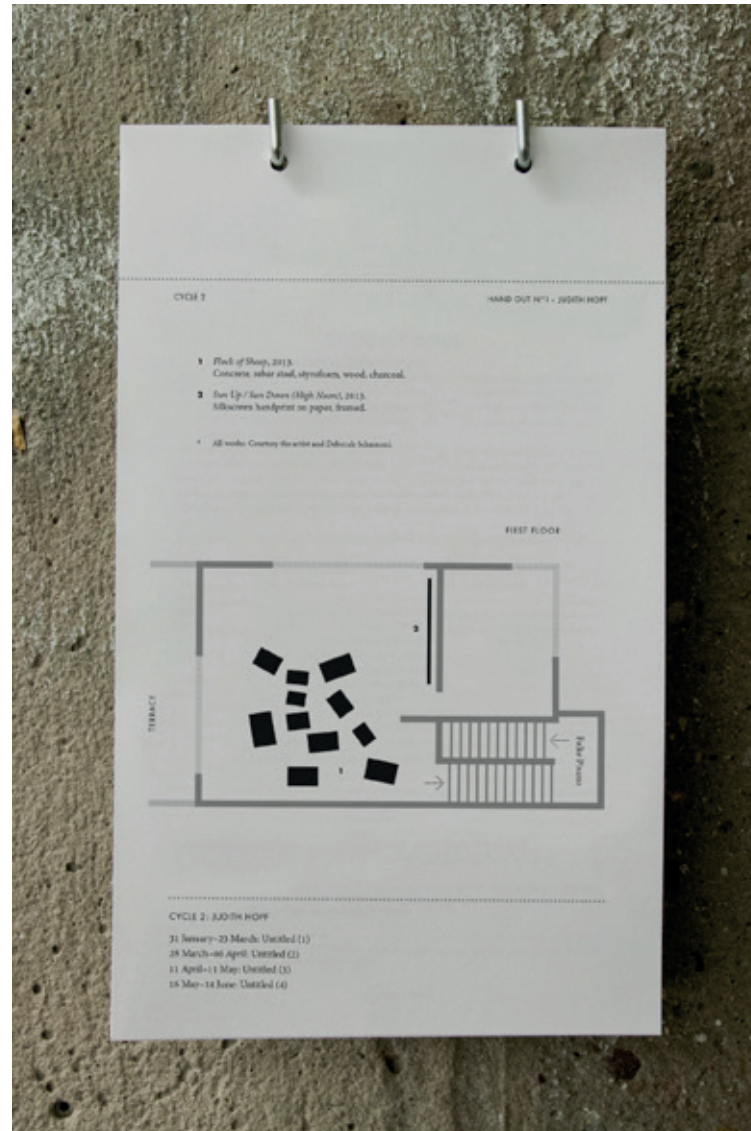 CYCLE 2
HAND OUT N°1 – JUDITH HOPF
1 Flock of Sheep, 2013.
Concrete, rebar steel, styrofoam, wood, charcoal.
2 Sun Up / Sun Down (High Noon), 2013.
Silkscreen handprint on paper, framed.
* All works: Courtesy the artist and Deborah Schamoni.
FIRST FLOOR
2
TERRACE
1
CYCLE 2: JUDITH HOPF
31 January–23 March: Untitled (1)
28 March–06 April: Untitled (2)
11 April–11 May: Untitled (3)
16 May–14 June: Untitled (4)